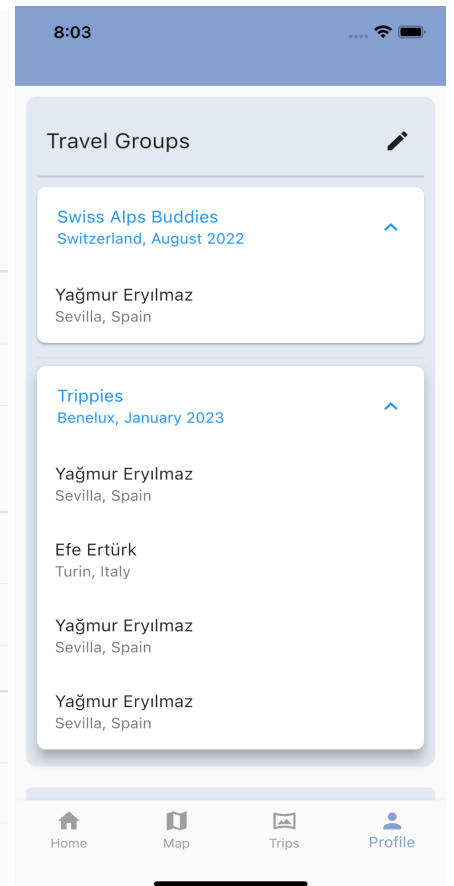 8:03
Travel Groups
Swiss Alps Buddies
Switzerland, August 2022
Yağmur Eryılmaz
Sevilla, Spain
Trippies
Benelux, January 2023
Yağmur Eryılmaz
Sevilla, Spain
Efe Ertürk
Turin, Italy
Yağmur Eryılmaz
Sevilla, Spain
Yağmur Eryılmaz
Sevilla, Spain
Home Map Trips Profile